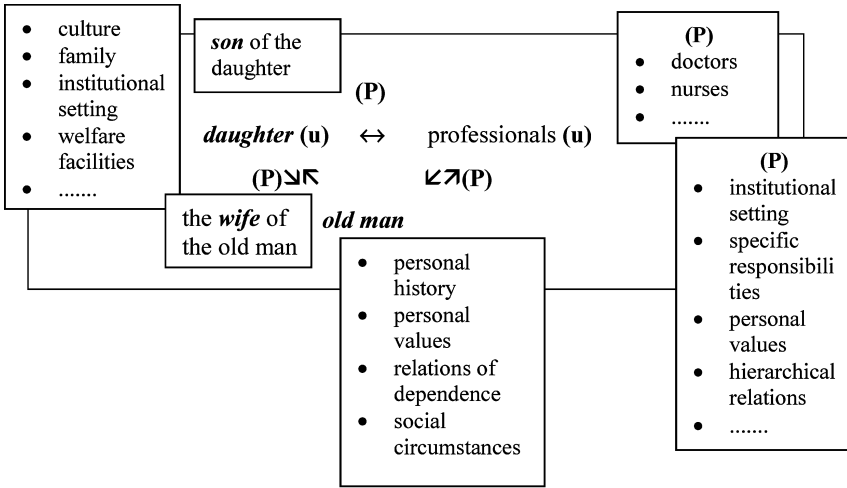 • culture
• family
• institutional
setting
• welfare
facilities
• .......
son of the
daughter
(P)
daughter (u) ↔ professionals (u)
(P)↘↖ ↙↗(P)
the wife of
the old man
old man
• personal
history
• personal
values
• relations of
dependence
• social
circumstances
(P)
• doctors
• nurses
• .......
(P)
• institutional
setting
• specific
responsibili
ties
• personal
values
• hierarchical
relations
• .......